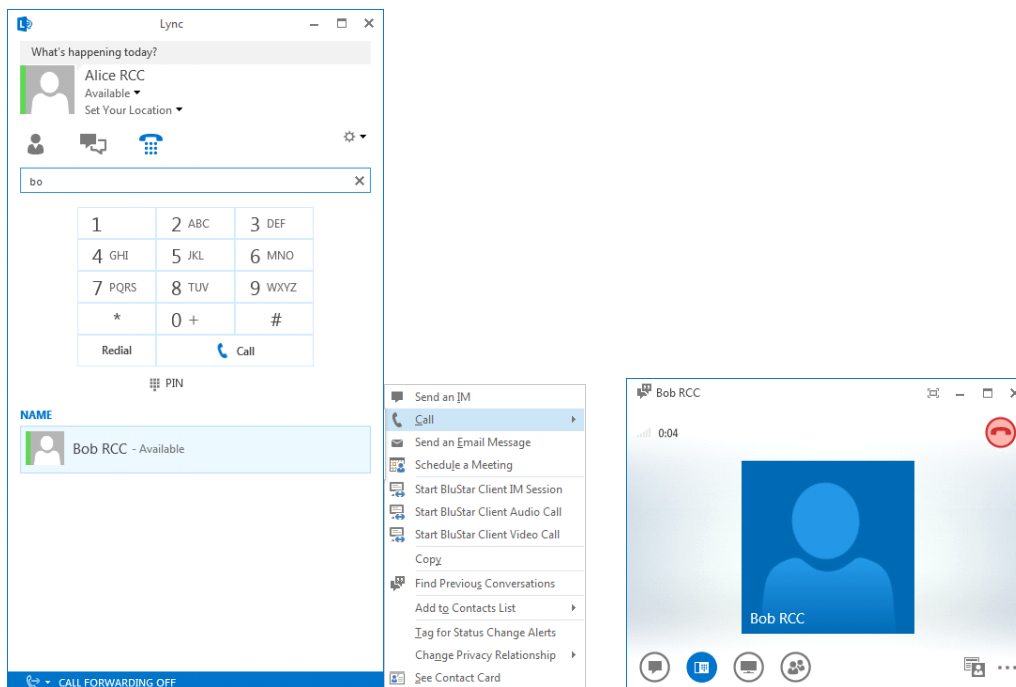 Lync
What's happening today?
Alice RCC
Available
Set Your Location
bo
1 2 ABC 3 DEF
4 GHI 5 JKL 6 MNO
7 PQRS 8 TUV 9 WXYZ
* 0 + #
Redial Call
PIN
NAME
Bob RCC - Available
CALL FORWARDING OFF
Send an IM
Call
Send an Email Message
Schedule a Meeting
Start BluStar Client IM Session
Start BluStar Client Audio Call
Start BluStar Client Video Call
Copy
Find Previous Conversations
Add to Contacts List
Tag for Status Change Alerts
Change Privacy Relationship
See Contact Card
Bob RCC
0:04
Bob RCC